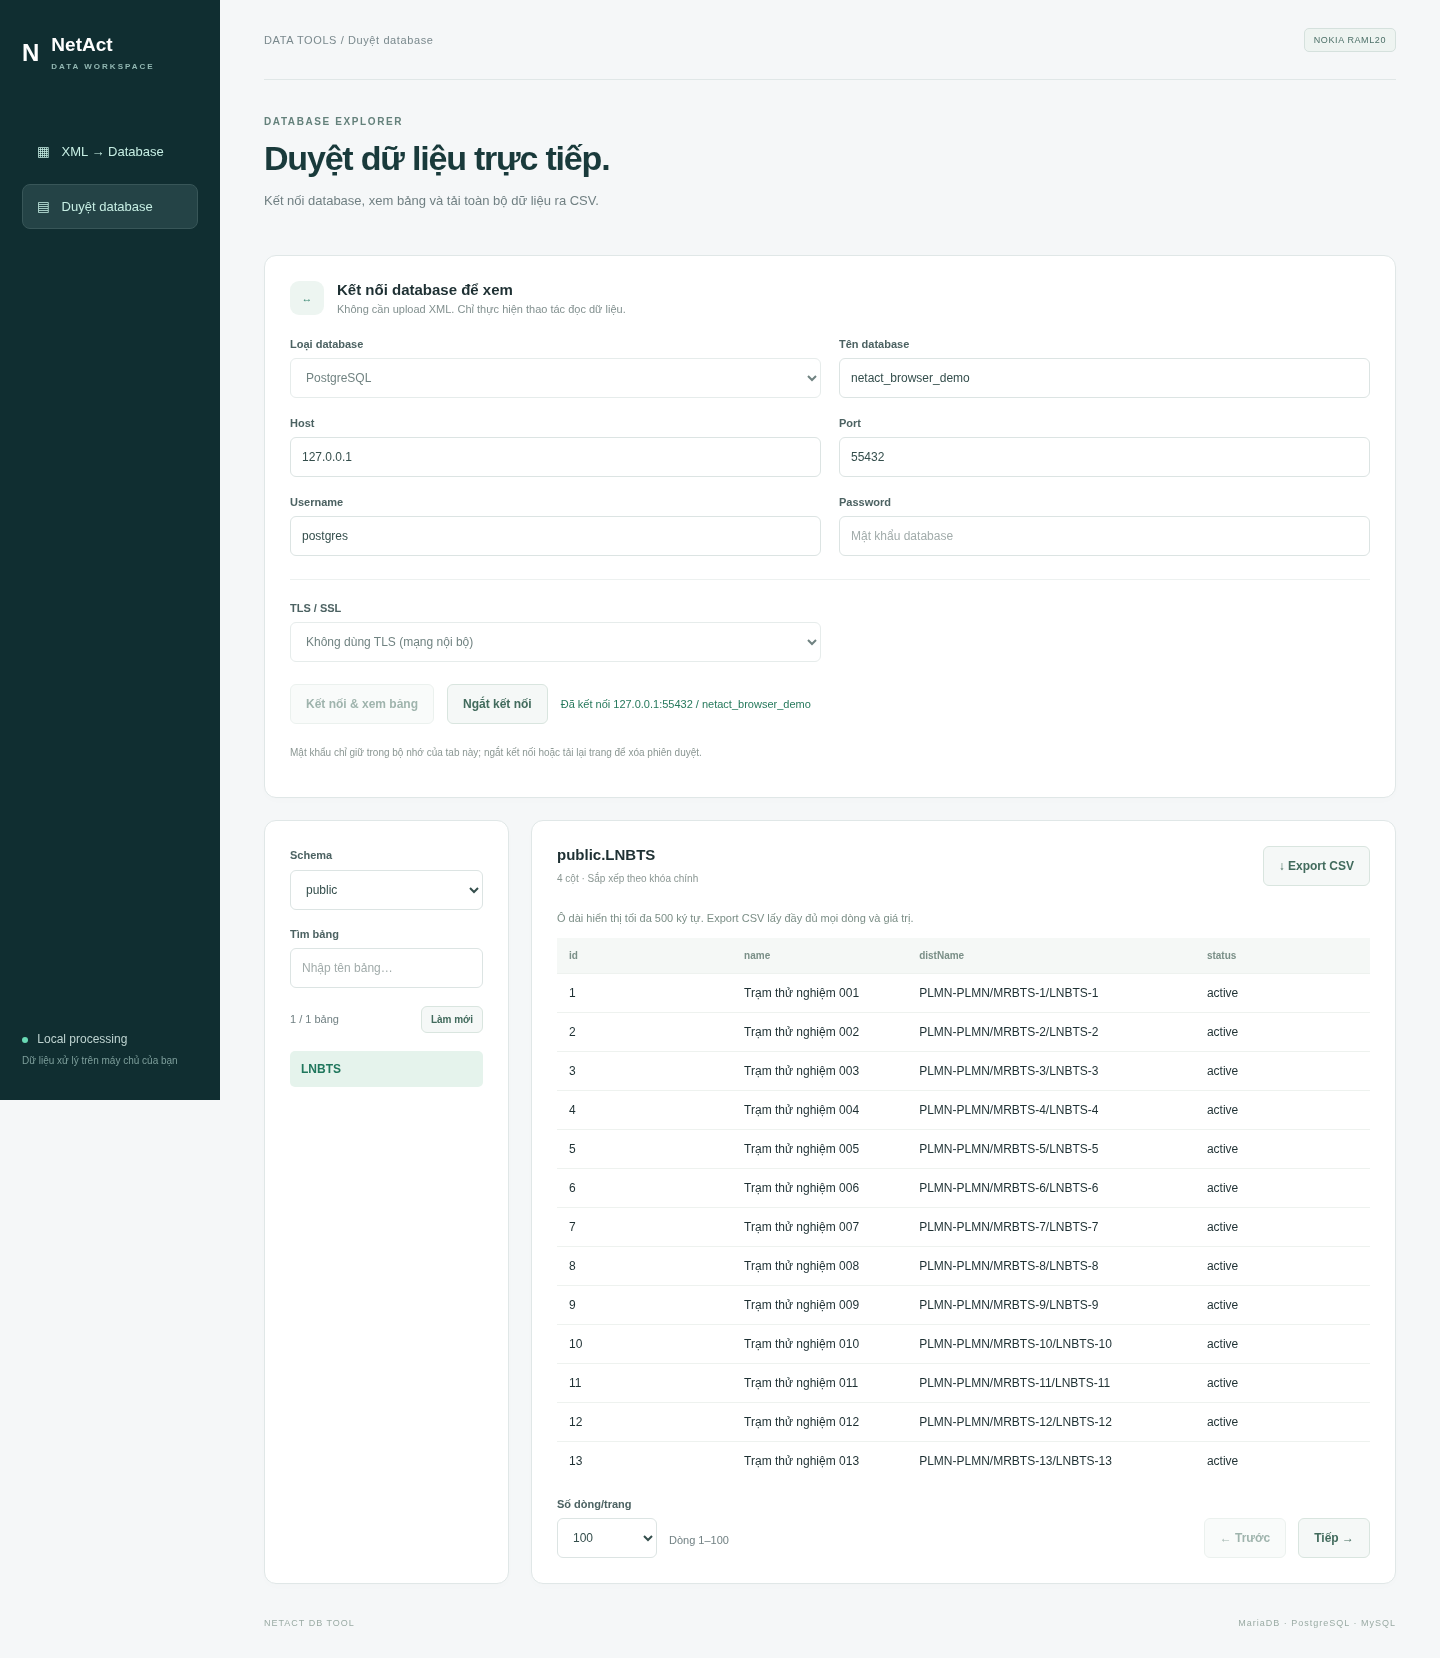 N
NetAct
DATA WORKSPACE
XML → Database
Duyệt database
Local processing
Dữ liệu xử lý trên máy chủ của bạn
DATA TOOLS / Duyệt database
NOKIA RAML20
DATABASE EXPLORER
Duyệt dữ liệu trực tiếp.
Kết nối database, xem bảng và tải toàn bộ dữ liệu ra CSV.
↔
Kết nối database để xem
Không cần upload XML. Chỉ thực hiện thao tác đọc dữ liệu.
Loại database
PostgreSQL
Tên database
netact_browser_demo
Host
127.0.0.1
Port
55432
Username
postgres
Password
Mật khẩu database
TLS / SSL
Không dùng TLS (mạng nội bộ)
Kết nối & xem bảng
Ngắt kết nối
Đã kết nối 127.0.0.1:55432 / netact_browser_demo
Mật khẩu chỉ giữ trong bộ nhớ của tab này; ngắt kết nối hoặc tải lại trang để xóa phiên duyệt.
Schema
public
Tìm bảng
Nhập tên bảng…
1 / 1 bảng
Làm mới
LNBTS
public.LNBTS
4 cột · Sắp xếp theo khóa chính
↓ Export CSV
Ô dài hiển thị tối đa 500 ký tự. Export CSV lấy đầy đủ mọi dòng và giá trị.
id name distName status
1 Trạm thử nghiệm 001 PLMN-PLMN/MRBTS-1/LNBTS-1 active
2 Trạm thử nghiệm 002 PLMN-PLMN/MRBTS-2/LNBTS-2 active
3 Trạm thử nghiệm 003 PLMN-PLMN/MRBTS-3/LNBTS-3 active
4 Trạm thử nghiệm 004 PLMN-PLMN/MRBTS-4/LNBTS-4 active
5 Trạm thử nghiệm 005 PLMN-PLMN/MRBTS-5/LNBTS-5 active
6 Trạm thử nghiệm 006 PLMN-PLMN/MRBTS-6/LNBTS-6 active
7 Trạm thử nghiệm 007 PLMN-PLMN/MRBTS-7/LNBTS-7 active
8 Trạm thử nghiệm 008 PLMN-PLMN/MRBTS-8/LNBTS-8 active
9 Trạm thử nghiệm 009 PLMN-PLMN/MRBTS-9/LNBTS-9 active
10 Trạm thử nghiệm 010 PLMN-PLMN/MRBTS-10/LNBTS-10 active
11 Trạm thử nghiệm 011 PLMN-PLMN/MRBTS-11/LNBTS-11 active
12 Trạm thử nghiệm 012 PLMN-PLMN/MRBTS-12/LNBTS-12 active
13 Trạm thử nghiệm 013 PLMN-PLMN/MRBTS-13/LNBTS-13 active
Số dòng/trang
100
Dòng 1–100
← Trước
Tiếp →
NETACT DB TOOL
MariaDB · PostgreSQL · MySQL